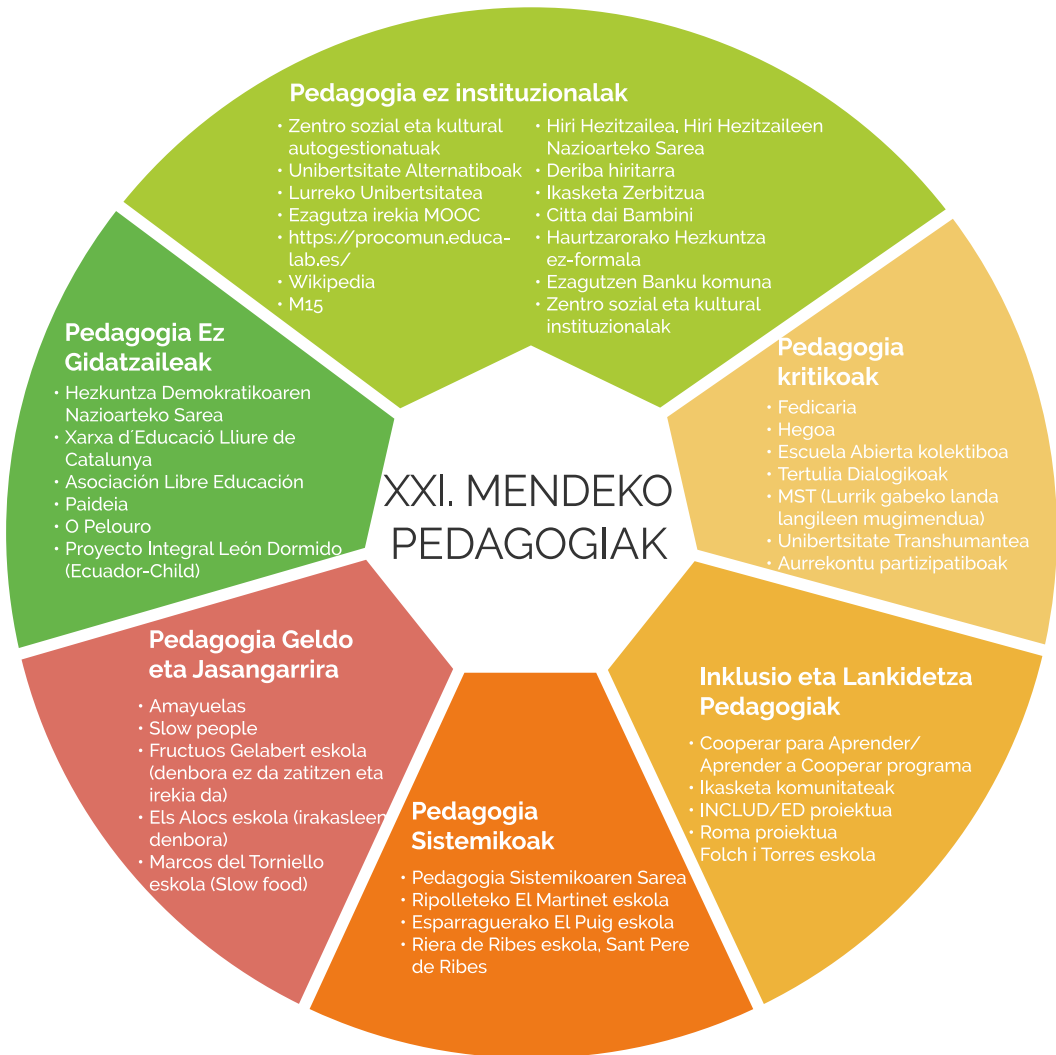 Pedagogia ez instituzionalak
• Zentro sozial eta kultural
autogestionatuak
• Unibertsitate Alternatiboak
• Lurreko Unibertsitatea
• Ezagutza irekia MOOC
• https://procomun.educa-
lab.es/
• Wikipedia
• M15
• Hiri Hezitzailea, Hiri Hezitzaileen
Nazioarteko Sarea
• Deriba hiritarra
• Ikasketa Zerbitzua
• Citta dai Bambini
• Haurtzarorako Hezkuntza
ez-formala
• Ezagutzen Banku komuna
• Zentro sozial eta kultural
instituzionalak
Pedagogia
kritikoak
• Fedicaria
• Hegoa
• Escuela Abierta kolektiboa
• Tertulia Dialogikoak
• MST (Lurrik gabeko landa
langileen mugimendua)
• Unibertsitate Transhumantea
• Aurrekontu partizipatiboak
Inklusio eta Lankidetza
Pedagogiak
• Cooperar para Aprender/
Aprender a Cooperar programa
• Ikasketa komunitateak
• INCLUD/ED proiektua
• Roma proiektua
Folch i Torres eskola
Pedagogia
Sistemikoak
• Pedagogia Sistemikoaren Sarea
• Ripolleteko El Martinet eskola
• Esparraguerako El Puig eskola
• Riera de Ribes eskola, Sant Pere
de Ribes
Pedagogia Geldo
eta Jasangarrira
• Amayuelas
• Slow people
• Fructuos Gelabert eskola
(denbora ez da zatitzen eta
irekia da)
• Els Alocs eskola (irakasleen
denbora)
• Marcos del Torniello
eskola (Slow food)
Pedagogia Ez
Gidatzaileak
• Hezkuntza Demokratikoaren
Nazioarteko Sarea
• Xarxa d´Educació Lliure de
Catalunya
• Asociación Libre Educación
• Paideia
• O Pelouro
• Proyecto Integral León Dormido
(Ecuador-Child)
XXI. MENDEKO
PEDAGOGIAK